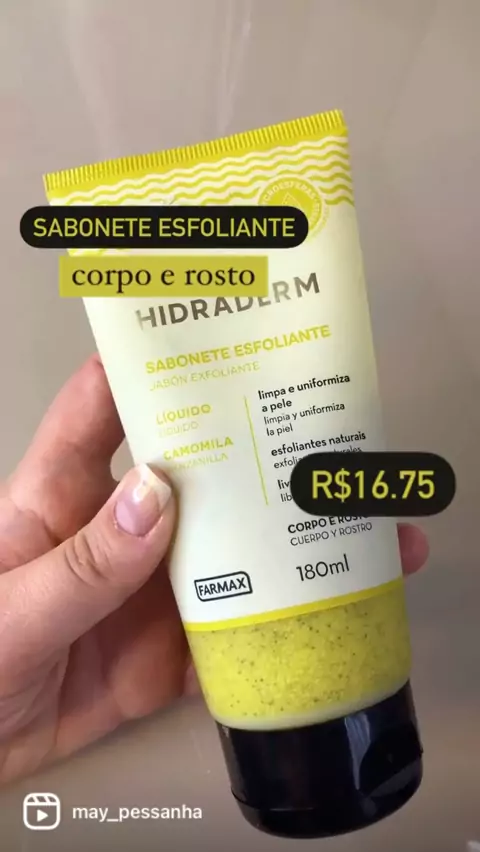 SABONETE ESFOLIANTE
corpo e rosto
HIDRADERM
SABONETE ESFOLIANTE
JABÓN EXFOLIANTE
LÍQUIDO
LÍQUIDO
CAMOMILA
MANZANILLA
limpa e uniformiza
a pele
limpia y uniformiza
la piel
esfoliantes naturais
R$16.75
CORPO E ROSTO
CUERPO Y ROSTRO
180ml
FARMAX
may_pessanha